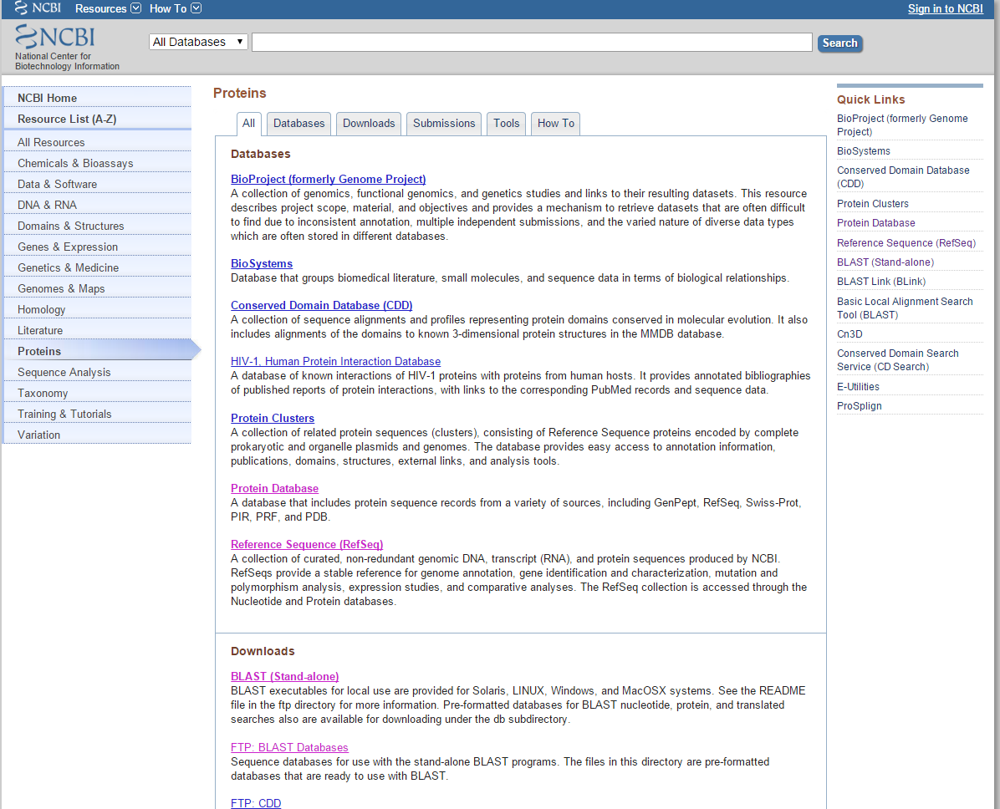 NCBI Resources How To Sign in to NCBI
NCBI
National Center for
Biotechnology Information
All Databases Search
NCBI Home
Resource List (A-Z)
All Resources
Chemicals & Bioassays
Data & Software
DNA & RNA
Domains & Structures
Genes & Expression
Genetics & Medicine
Genomes & Maps
Homology
Literature
Proteins
Sequence Analysis
Taxonomy
Training & Tutorials
Variation
Proteins
All Databases Downloads Submissions Tools How To
Databases
BioProject (formerly Genome Project)
A collection of genomics, functional genomics, and genetics studies and links to their resulting datasets. This resource
describes project scope, material, and objectives and provides a mechanism to retrieve datasets that are often difficult
to find due to inconsistent annotation, multiple independent submissions, and the varied nature of diverse data types
which are often stored in different databases.
BioSystems
Database that groups biomedical literature, small molecules, and sequence data in terms of biological relationships.
Conserved Domain Database (CDD)
A collection of sequence alignments and profiles representing protein domains conserved in molecular evolution. It also
includes alignments of the domains to known 3-dimensional protein structures in the MMDB database.
HIV-1, Human Protein Interaction Database
A database of known interactions of HIV-1 proteins with proteins from human hosts. It provides annotated bibliographies
of published reports of protein interactions, with links to the corresponding PubMed records and sequence data.
Protein Clusters
A collection of related protein sequences (clusters), consisting of Reference Sequence proteins encoded by complete
prokaryotic and organelle plasmids and genomes. The database provides easy access to annotation information,
publications, domains, structures, external links, and analysis tools.
Protein Database
A database that includes protein sequence records from a variety of sources, including GenPept, RefSeq, Swiss-Prot,
PIR, PRF, and PDB.
Reference Sequence (RefSeq)
A collection of curated, non-redundant genomic DNA, transcript (RNA), and protein sequences produced by NCBI.
RefSeqs provide a stable reference for genome annotation, gene identification and characterization, mutation and
polymorphism analysis, expression studies, and comparative analyses. The RefSeq collection is accessed through the
Nucleotide and Protein databases.
Downloads
BLAST (Stand-alone)
BLAST executables for local use are provided for Solaris, LINUX, Windows, and MacOSX systems. See the README
file in the ftp directory for more information. Pre-formatted databases for BLAST nucleotide, protein, and translated
searches also are available for downloading under the db subdirectory.
FTP: BLAST Databases
Sequence databases for use with the stand-alone BLAST programs. The files in this directory are pre-formatted
databases that are ready to use with BLAST.
FTP: CDD
Quick Links
BioProject (formerly Genome
Project)
BioSystems
Conserved Domain Database
(CDD)
Protein Clusters
Protein Database
Reference Sequence (RefSeq)
BLAST (Stand-alone)
BLAST Link (BLink)
Basic Local Alignment Search
Tool (BLAST)
Cn3D
Conserved Domain Search
Service (CD Search)
E-Utilities
ProSplign